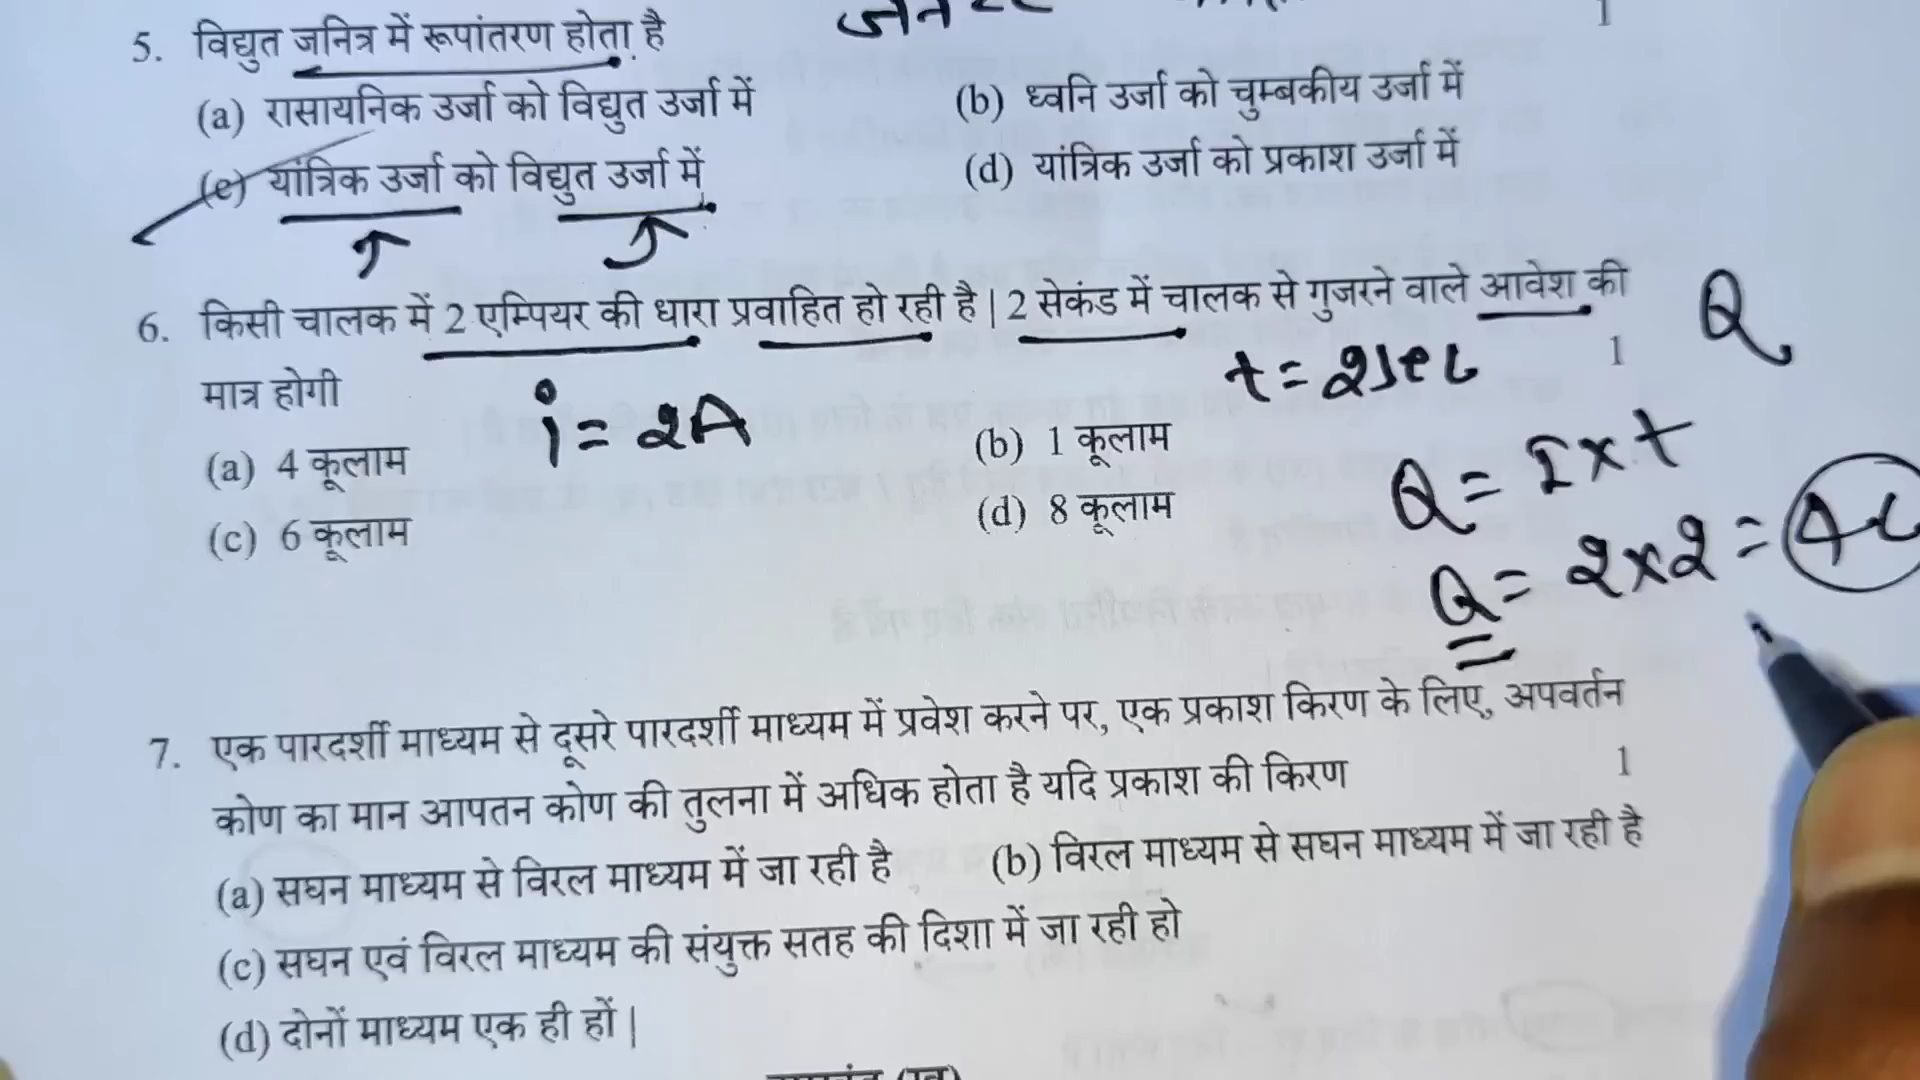 5. विद्युत जनित्र में रूपांतरण होता है
1
(a) रासायनिक उर्जा को विद्युत उर्जा में (b) ध्वनि उर्जा को चुम्बकीय उर्जा में
(c) यांत्रिक उर्जा को विद्युत उर्जा में (d) यांत्रिक उर्जा को प्रकाश उर्जा में
6. किसी चालक में 2 एम्पियर की धारा प्रवाहित हो रही है | 2 सेकंड में चालक से गुजरने वाले आवेश की
Q
मात्र होगी 1
i = 2A
t = 2sec
(a) 4 कूलाम (b) 1 कूलाम
(c) 6 कूलाम (d) 8 कूलाम
Q = I x t
Q = 2x2 = 4C
7. एक पारदर्शी माध्यम से दूसरे पारदर्शी माध्यम में प्रवेश करने पर, एक प्रकाश किरण के लिए, अपवर्तन
कोण का मान आपतन कोण की तुलना में अधिक होता है यदि प्रकाश की किरण 1
(a) सघन माध्यम से विरल माध्यम में जा रही है (b) विरल माध्यम से सघन माध्यम में जा रही है
(c) सघन एवं विरल माध्यम की संयुक्त सतह की दिशा में जा रही हो
(d) दोनों माध्यम एक ही हों |